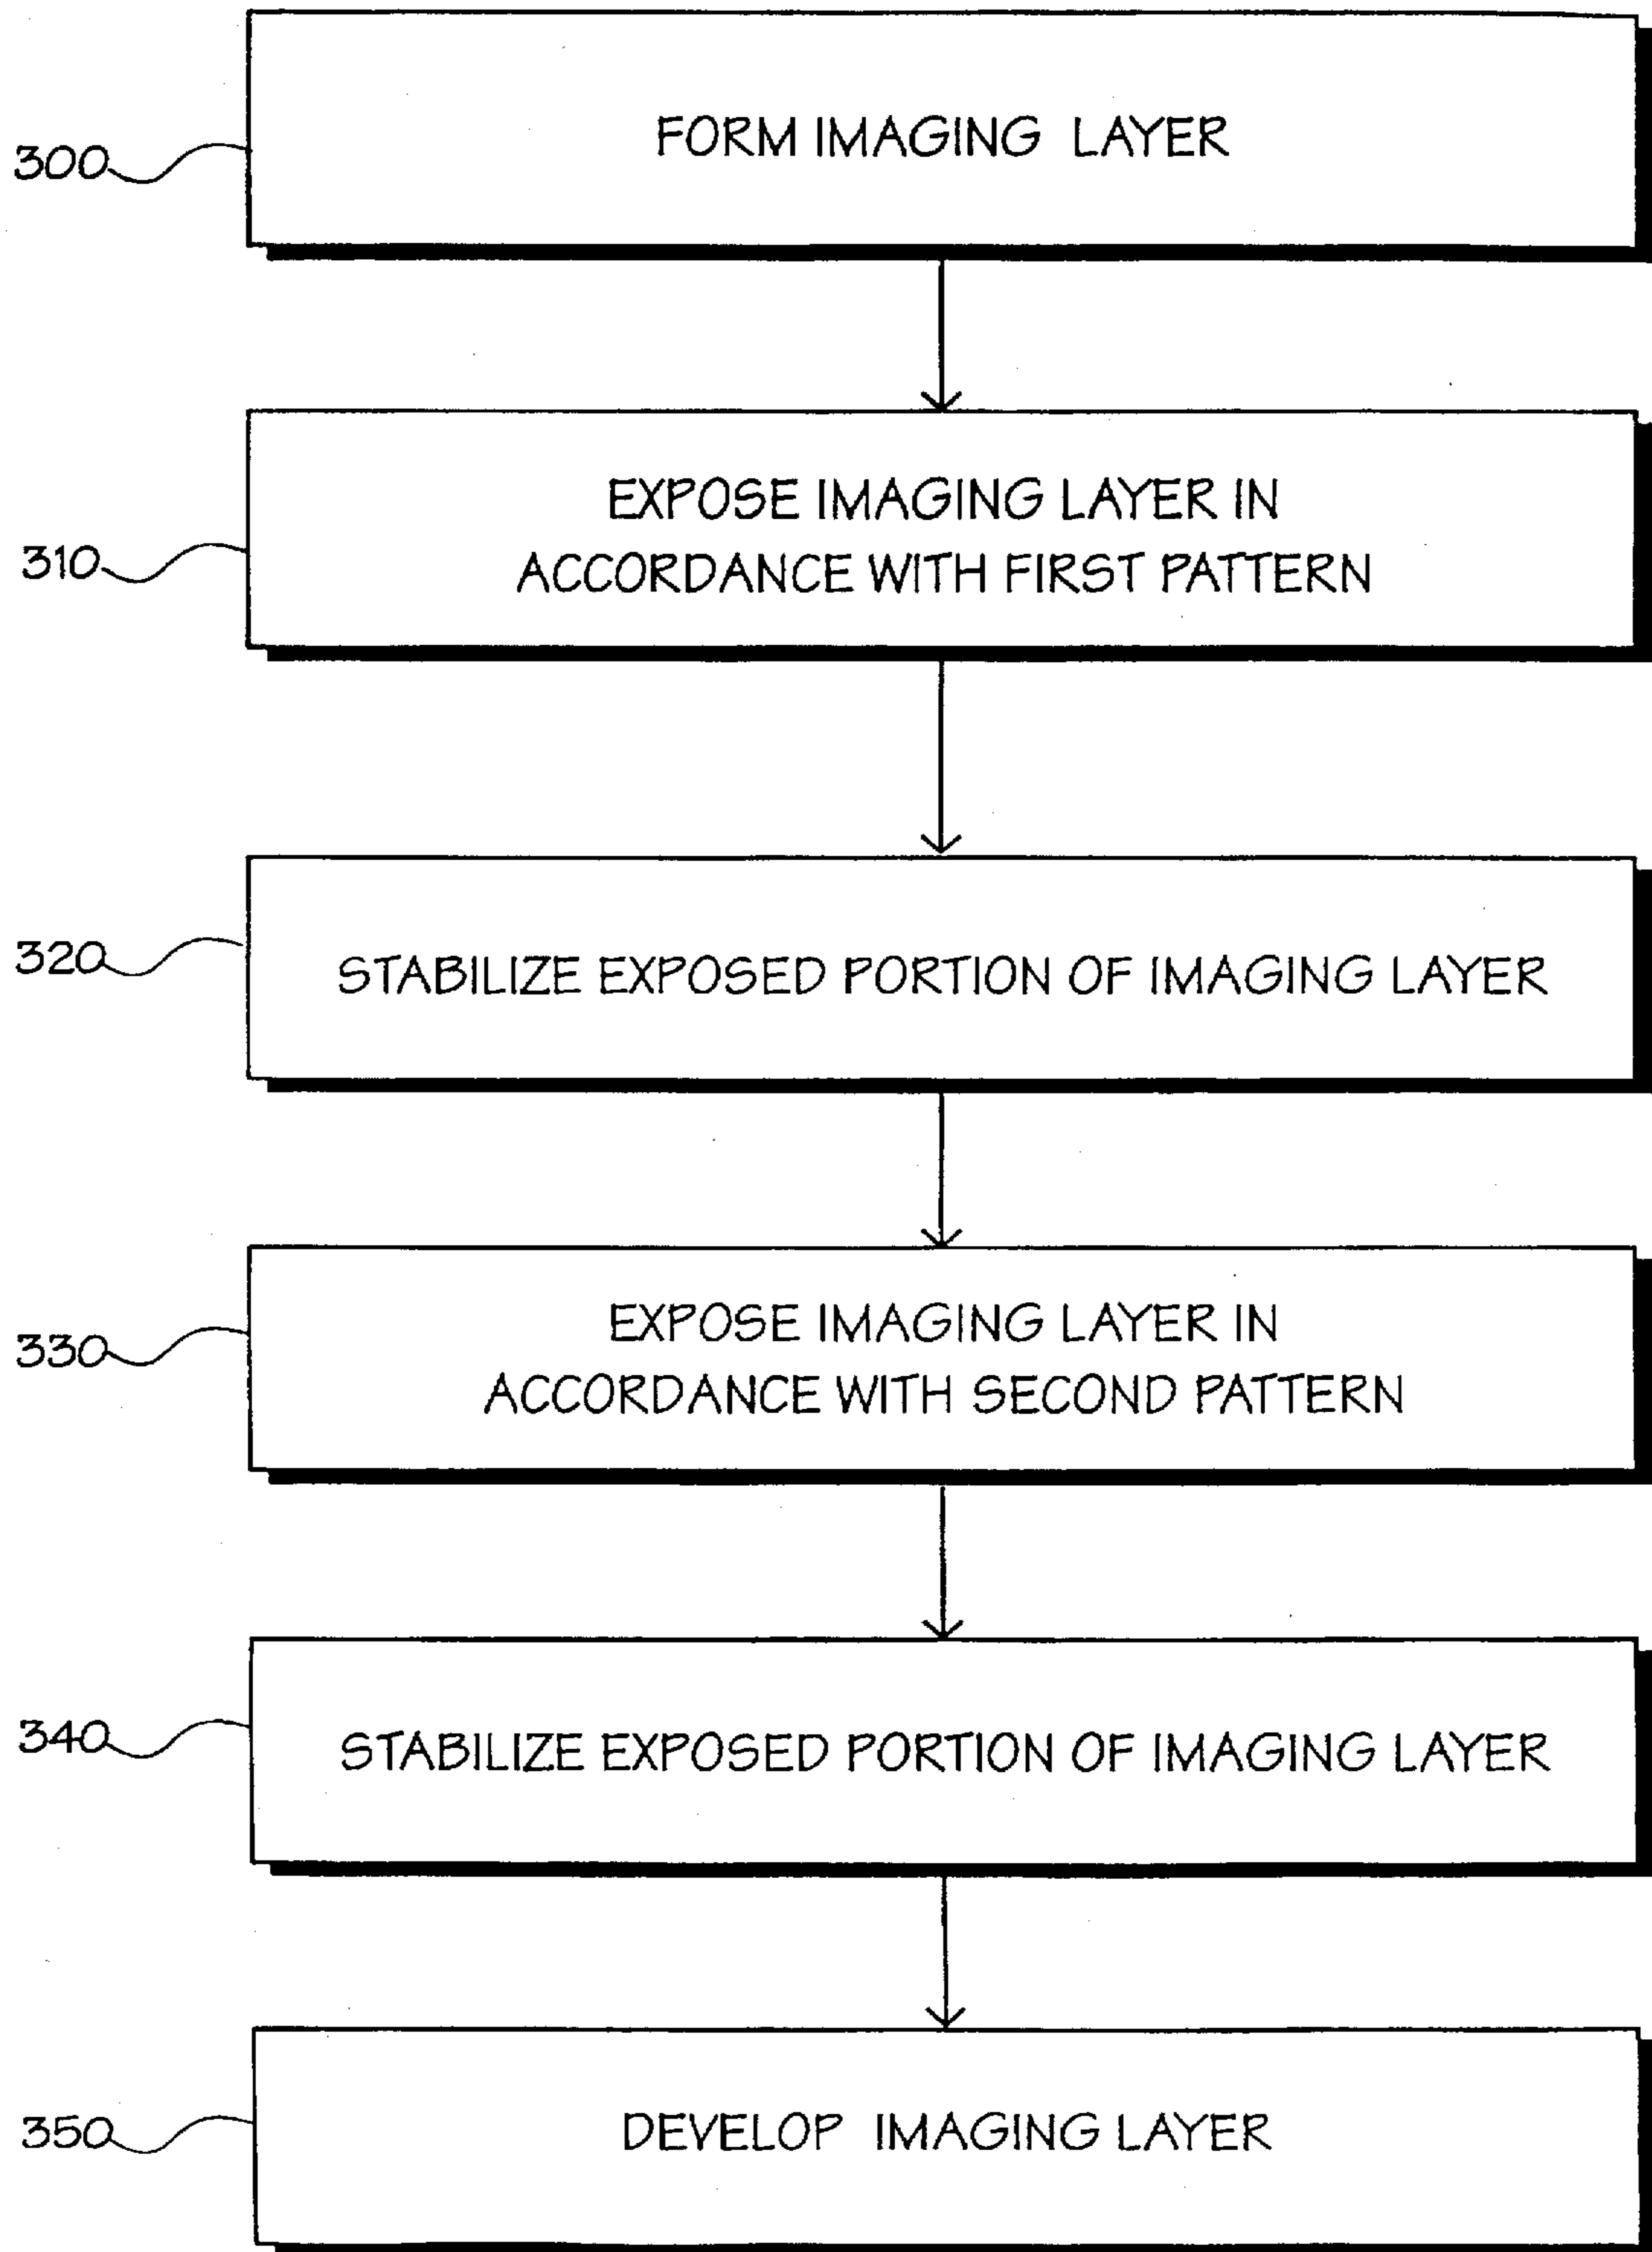 FORM IMAGING LAYER
300
EXPOSE IMAGING LAYER IN
ACCORDANCE WITH FIRST PATTERN
310
STABILIZE EXPOSED PORTION OF IMAGING LAYER
320
EXPOSE IMAGING LAYER IN
ACCORDANCE WITH SECOND PATTERN
330
STABILIZE EXPOSED PORTION OF IMAGING LAYER
340
DEVELOP IMAGING LAYER
350